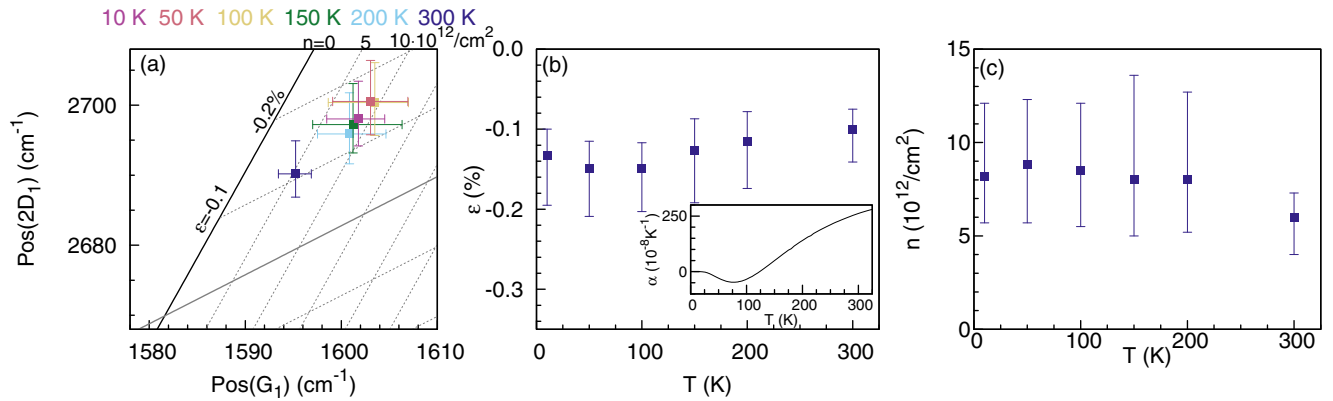 10 K 50 K 100 K 150 K 200 K 300 K
(a)
n=0 5 10·10¹²/cm²
-0.2%
ε=-0.1
2700
2680
Pos(2D₁) (cm⁻¹)
1580 1590 1600 1610
Pos(G₁) (cm⁻¹)
(b)
0.0
-0.1
-0.2
-0.3
ε (%)
0 100 200 300
T (K)
250
0
α (10⁻⁸K⁻¹)
0 100 200 300
T (K)
(c)
15
10
5
0
n (10¹²/cm²)
0 100 200 300
T (K)